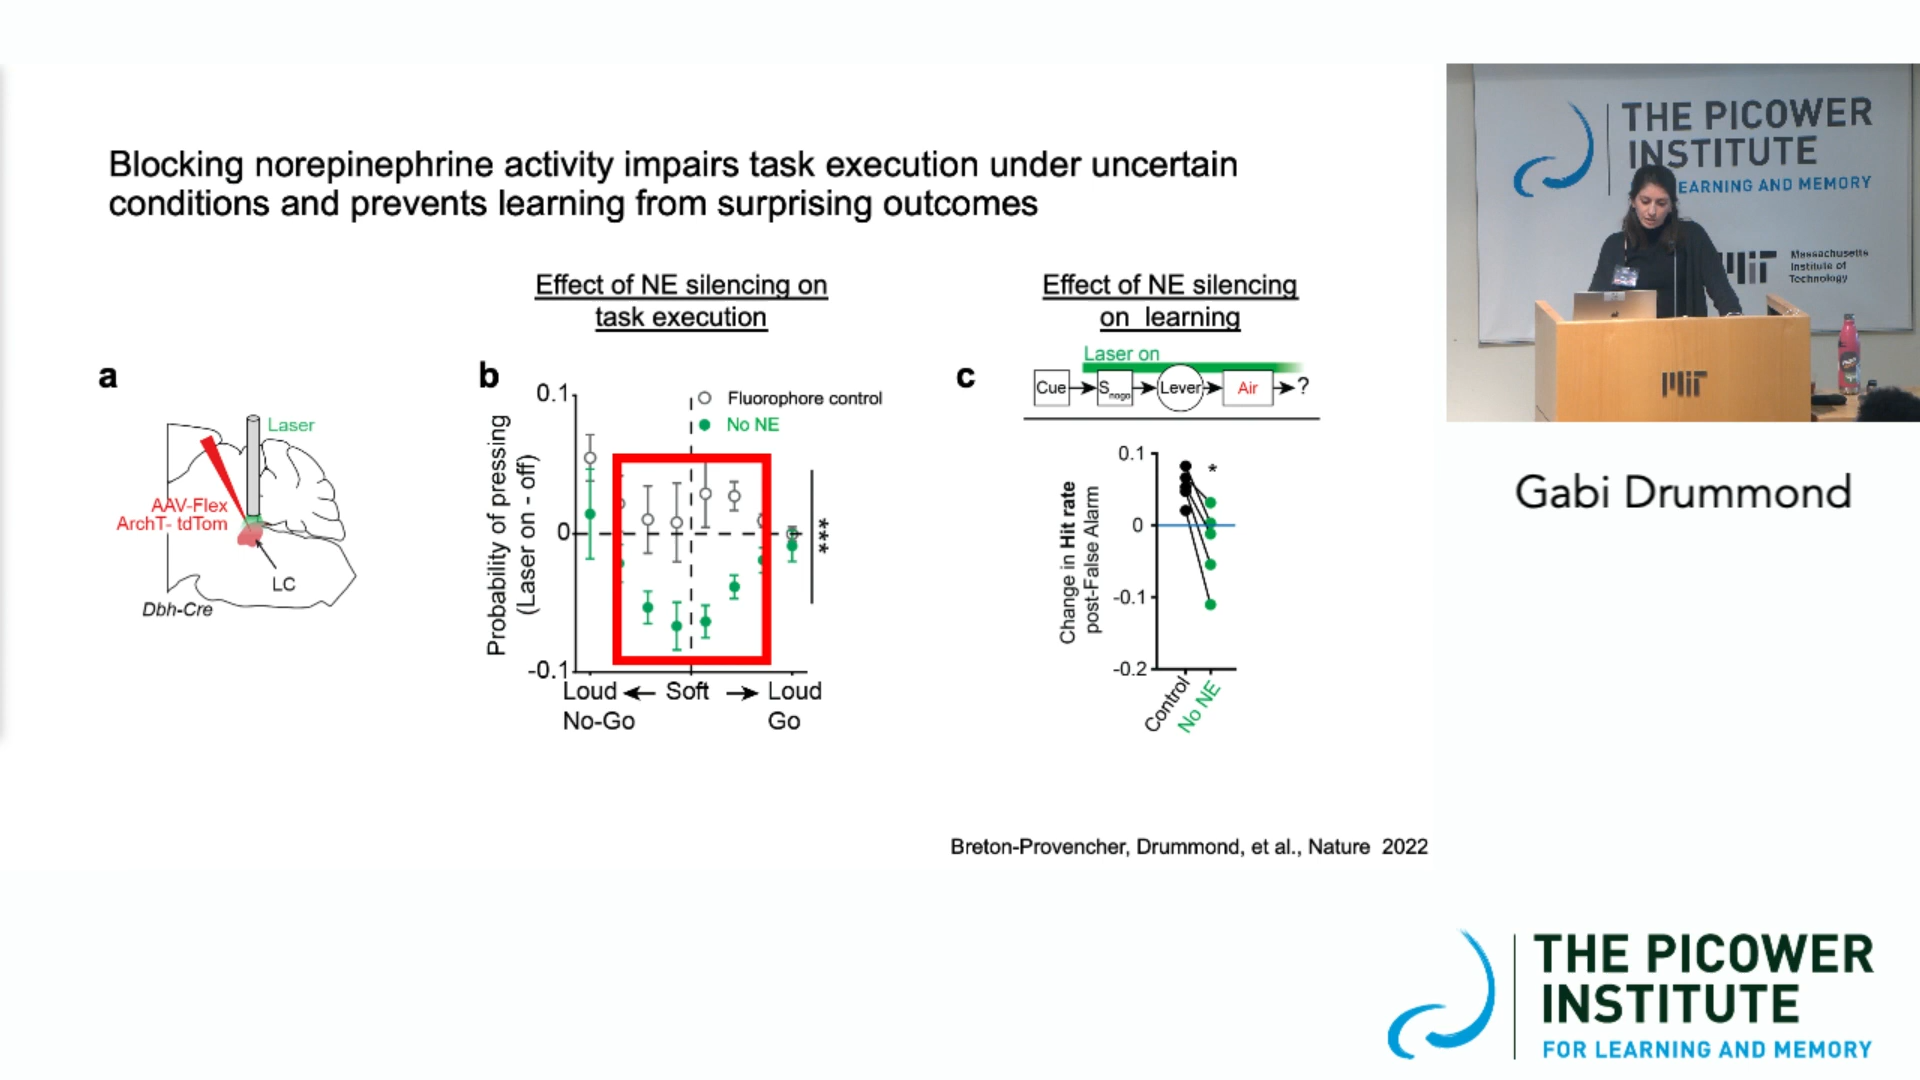 Blocking norepinephrine activity impairs task execution under uncertain
conditions and prevents learning from surprising outcomes
a
Laser
AAV-Flex
ArchT- tdTom
LC
Dbh-Cre
Effect of NE silencing on
task execution
b
Fluorophore control
No NE
Probability of pressing
(Laser on - off)
0.1
0
-0.1
***
Loud ← Soft → Loud
No-Go Go
Effect of NE silencing
on learning
c
Laser on
Cue Snogo Lever Air ?
Change in Hit rate
post-False Alarm
0.1
0
-0.1
-0.2
*
Control
No NE
Breton-Provencher, Drummond, et al., Nature 2022
THE PICOWER
INSTITUTE
EARNING AND MEMORY
MIT
Massachusetts
Institute of
Technology
MIT
Gabi Drummond
THE PICOWER
INSTITUTE
FOR LEARNING AND MEMORY